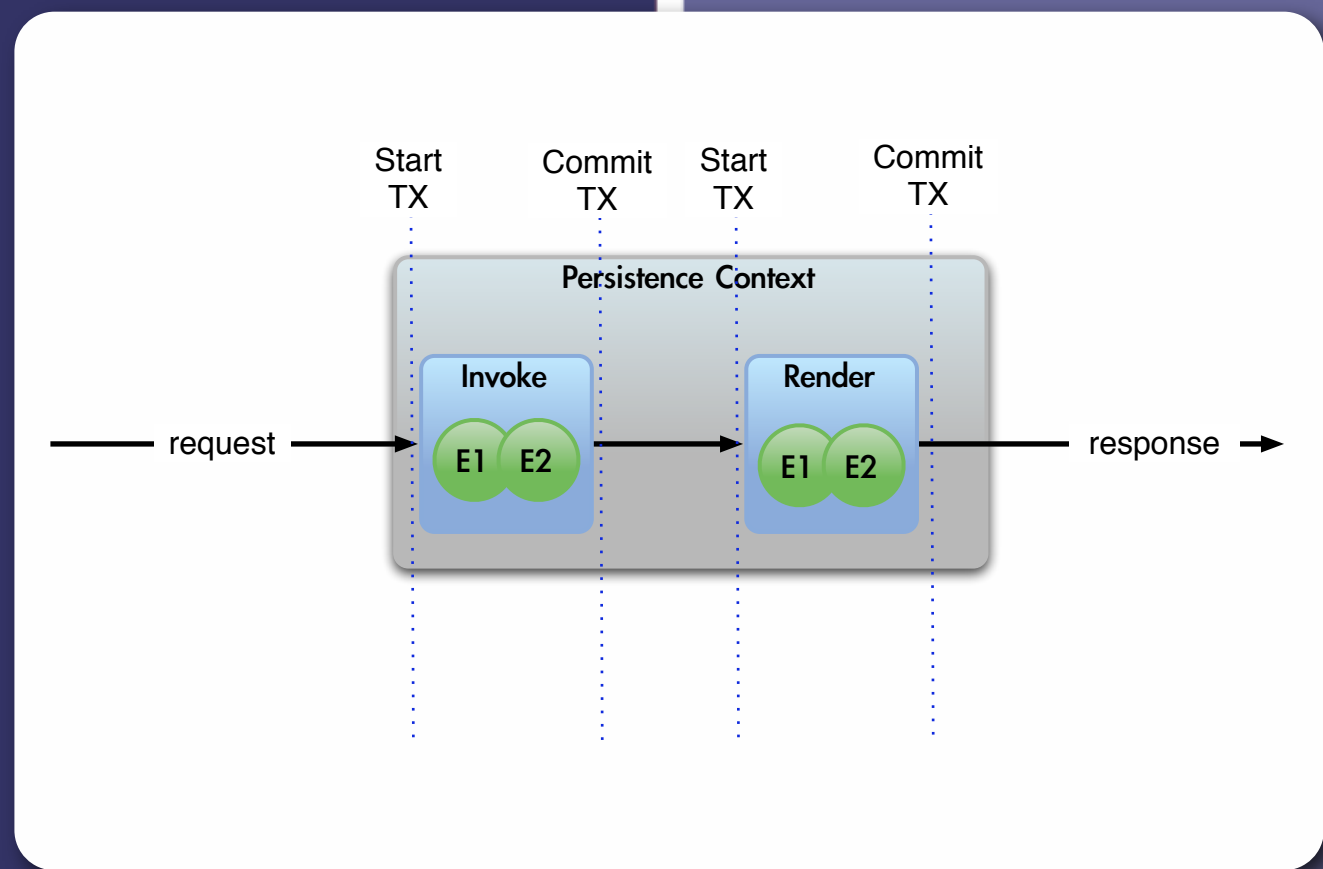 Start
TX
Commit
TX
Start
TX
Commit
TX
Persistence Context
Invoke
Render
request
E1
E2
E1
E2
response